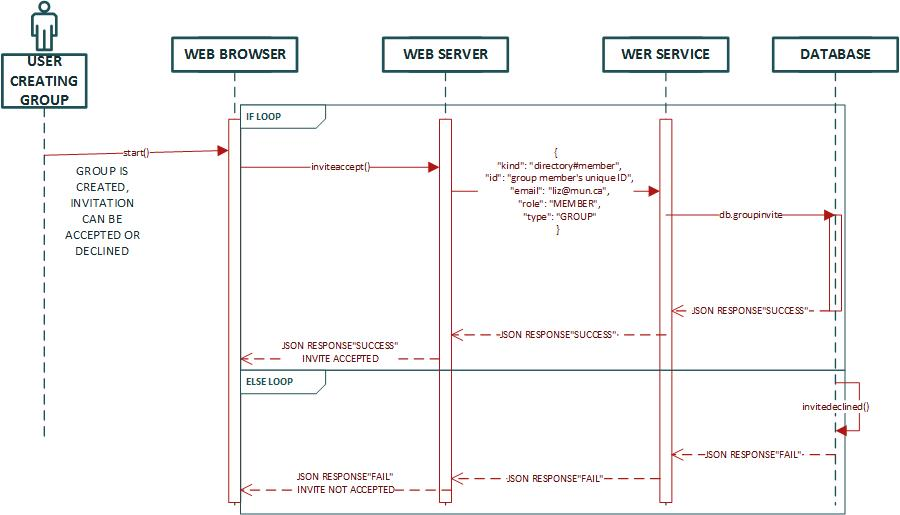 USER
CREATING
GROUP
WEB BROWSER
WEB SERVER
WER SERVICE
DATABASE
IF LOOP
start()
GROUP IS
CREATED,
INVITATION
CAN BE
ACCEPTED OR
DECLINED
inviteaccept()
{
"kind": "directory#member",
"id": "group member's unique ID",
"email": "liz@mun.ca",
"role": "MEMBER",
"type": "GROUP"
}
db.groupinvite
JSON RESPONSE"SUCCESS"
JSON RESPONSE"SUCCESS"
JSON RESPONSE"SUCCESS"
INVITE ACCEPTED
ELSE LOOP
invitedeclined()
JSON RESPONSE"FAIL"
JSON RESPONSE"FAIL"
JSON RESPONSE"FAIL"
INVITE NOT ACCEPTED